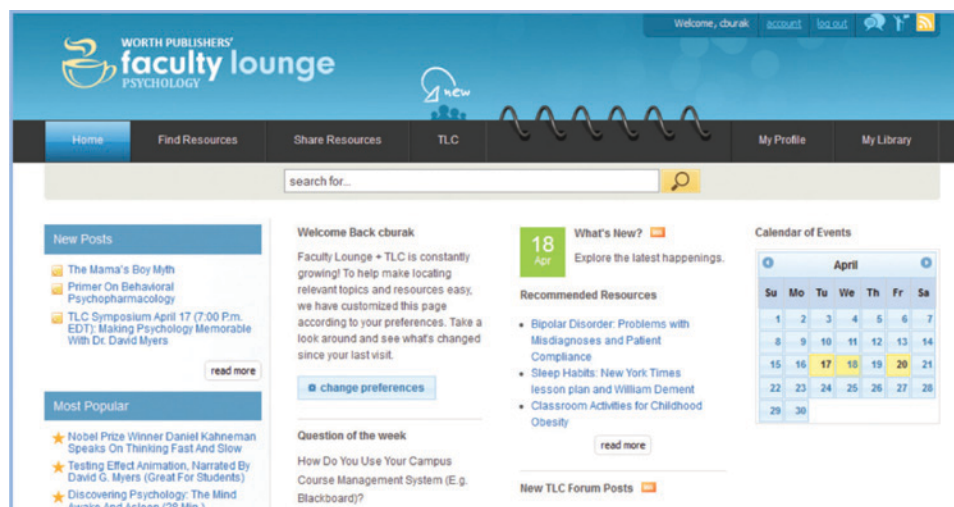 Welcome, cburak account log out
WORTH PUBLISHERS'
faculty lounge
PSYCHOLOGY
new
Home Find Resources Share Resources TLC My Profile My Library
search for...
New Posts
The Mama's Boy Myth
Primer On Behavioral
Psychopharmacology
TLC Symposium April 17 (7:00 P.m.
EDT): Making Psychology Memorable
With Dr. David Myers
read more
Most Popular
Nobel Prize Winner Daniel Kahneman
Speaks On Thinking Fast And Slow
Testing Effect Animation, Narrated By
David G. Myers (Great For Students)
Discovering Psychology: The Mind
Awake And Asleep (28 Min.)
Welcome Back cburak
Faculty Lounge + TLC is constantly
growing! To help make locating
relevant topics and resources easy,
we have customized this page
according to your preferences. Take a
look around and see what's changed
since your last visit.
change preferences
Question of the week
How Do You Use Your Campus
Course Management System (E.g.
Blackboard)?
18
Apr
What's New?
Explore the latest happenings.
Recommended Resources
Bipolar Disorder: Problems with
Misdiagnoses and Patient
Compliance
Sleep Habits: New York Times
lesson plan and William Dement
Classroom Activities for Childhood
Obesity
read more
New TLC Forum Posts
Calendar of Events
April
Su Mo Tu We Th Fr Sa
1 2 3 4 5 6 7
8 9 10 11 12 13 14
15 16 17 18 19 20 21
22 23 24 25 26 27 28
29 30